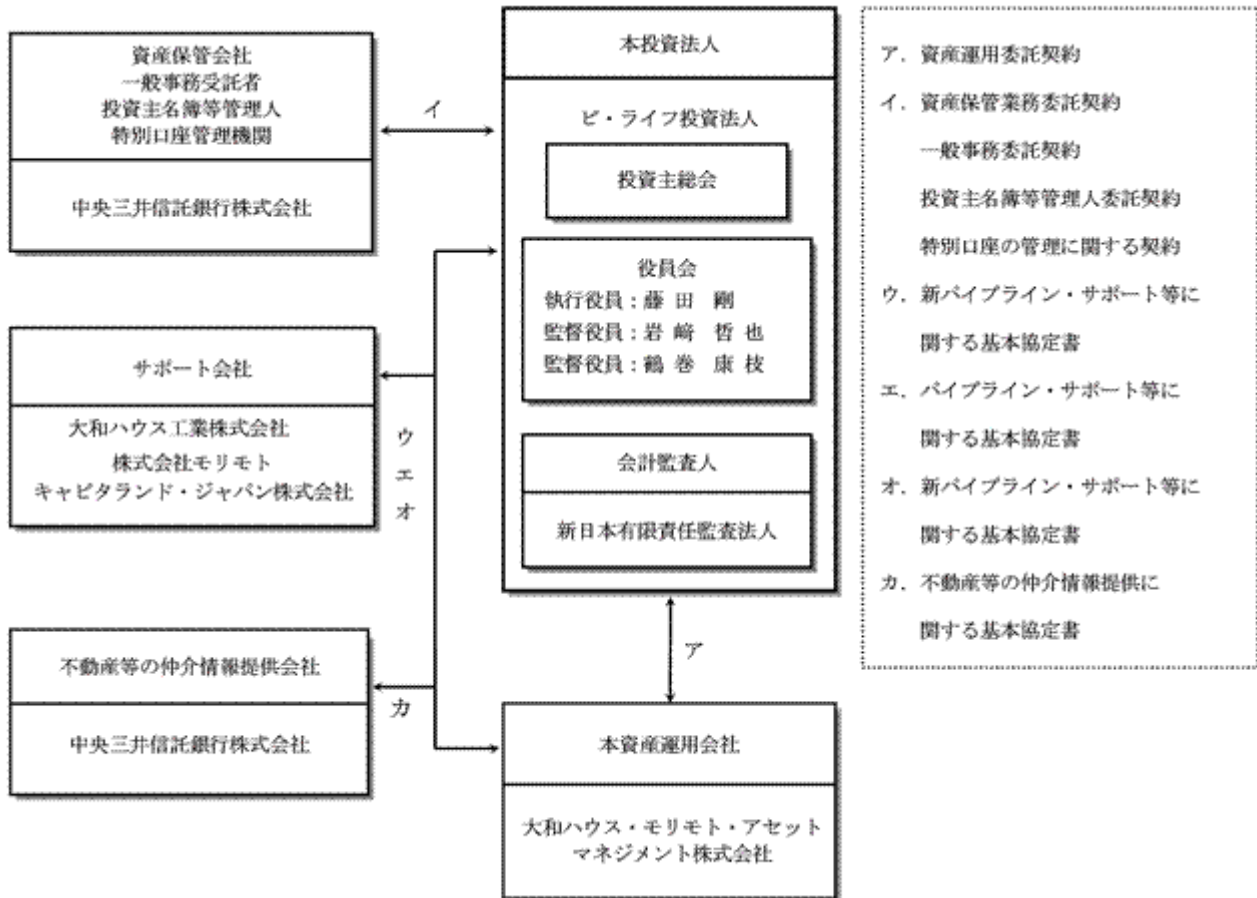 資産保管会社
一般事務受託者
投資主名簿等管理人
特別口座管理機関
中央三井信託銀行株式会社
イ
サポート会社
大和ハウス工業株式会社
株式会社モリモト
キャピタランド・ジャパン株式会社
ウ
エ
オ
不動産等の仲介情報提供会社
中央三井信託銀行株式会社
カ
本投資法人
ビ・ライフ投資法人
投資主総会
役員会
執行役員：藤 田 剛
監督役員：岩 﨑 哲 也
監督役員：鶴 巻 康 枝
会計監査人
新日本有限責任監査法人
ア
本資産運用会社
大和ハウス・モリモト・アセット
マネジメント株式会社
ア．資産運用委託契約
イ．資産保管業務委託契約
一般事務委託契約
投資主名簿等管理人委託契約
特別口座の管理に関する契約
ウ．新パイプライン・サポート等に
関する基本協定書
エ．パイプライン・サポート等に
関する基本協定書
オ．新パイプライン・サポート等に
関する基本協定書
カ．不動産等の仲介情報提供に
関する基本協定書